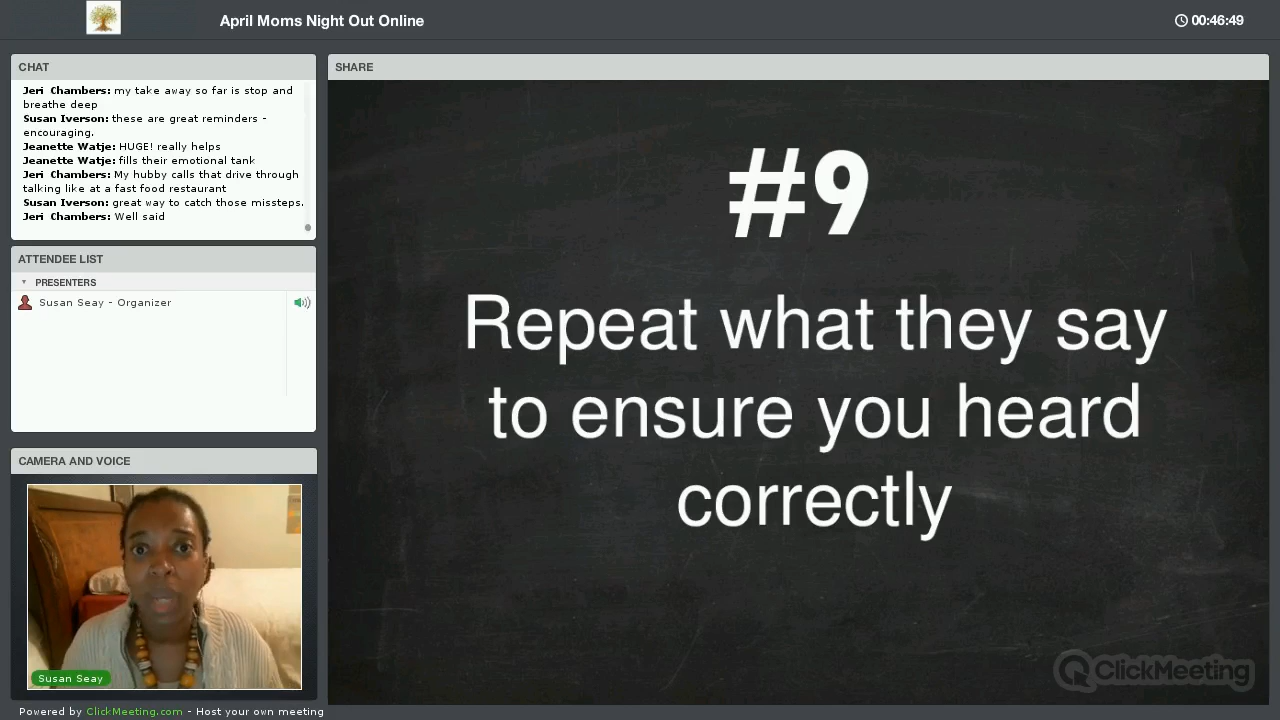 April Moms Night Out Online
00:46:49
CHAT
Jeri Chambers: my take away so far is stop and
breathe deep
Susan Iverson: these are great reminders -
encouraging.
Jeanette Watje: HUGE! really helps
Jeanette Watje: fills their emotional tank
Jeri Chambers: My hubby calls that drive through
talking like at a fast food restaurant
Susan Iverson: great way to catch those missteps.
Jeri Chambers: Well said
ATTENDEE LIST
PRESENTERS
Susan Seay - Organizer
CAMERA AND VOICE
Susan Seay
SHARE
#9
Repeat what they say
to ensure you heard
correctly
ClickMeeting
Powered by ClickMeeting.com - Host your own meeting